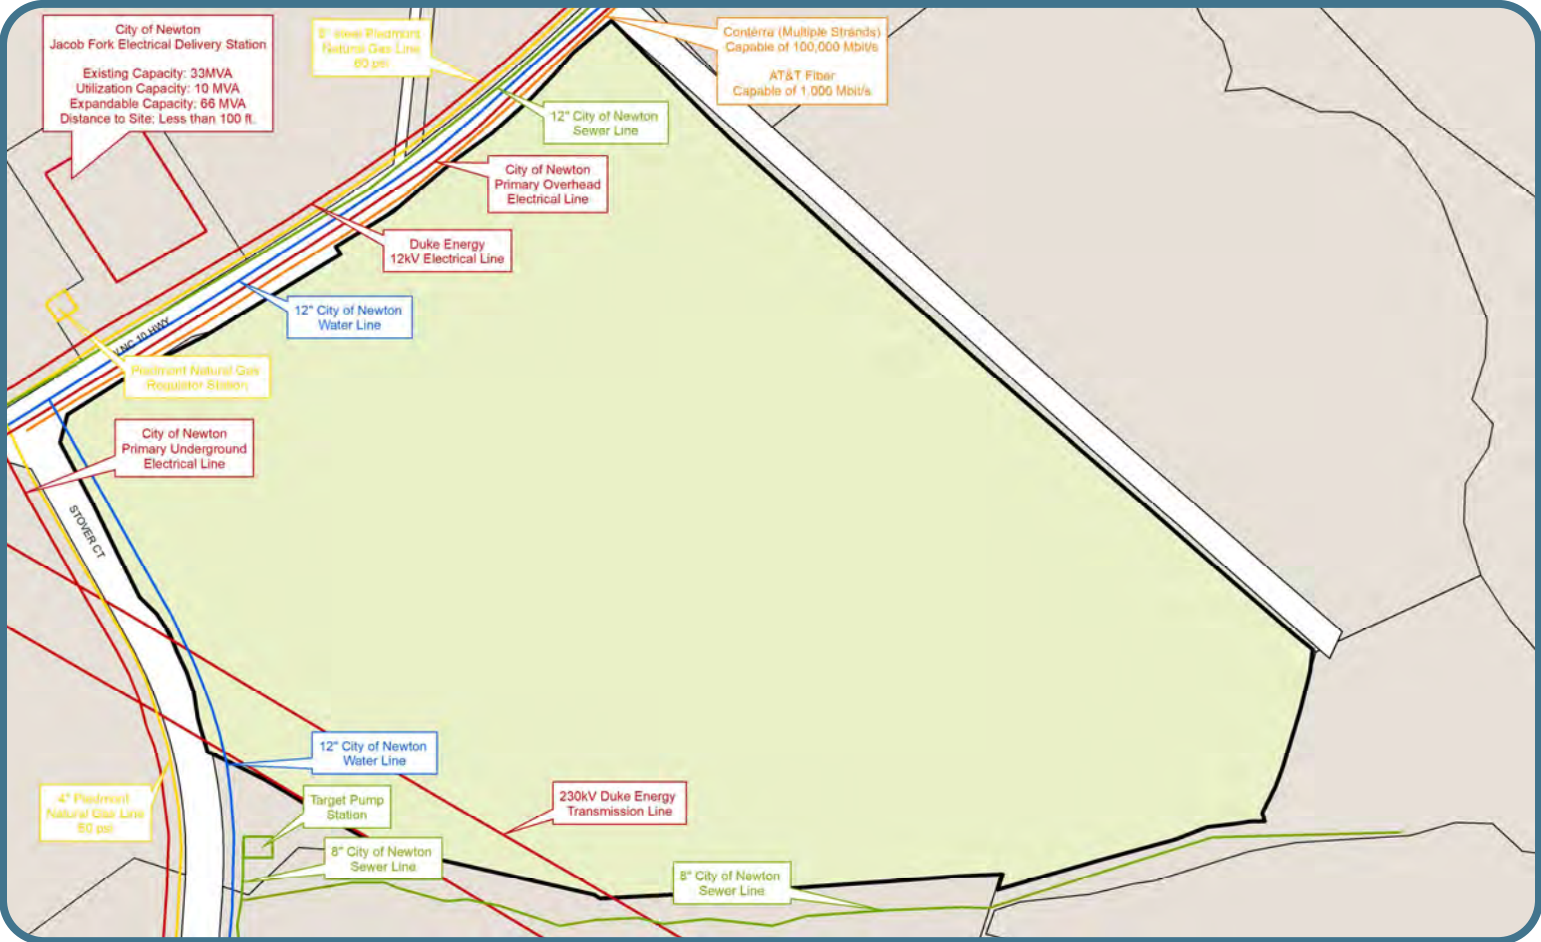 City of Newton
Jacob Fork Electrical Delivery Station
Existing Capacity: 33MVA
Utilization Capacity: 10 MVA
Expandable Capacity: 66 MVA
Distance to Site: Less than 100 ft.
Piedmont
Natural Gas Line
60 psi
Conterra (Multiple Strands)
Capable of 100,000 Mbit/s
AT&T Fiber
Capable of 1,000 Mbit/s
12" City of Newton
Sewer Line
City of Newton
Primary Overhead
Electrical Line
Duke Energy
12kV Electrical Line
12" City of Newton
Water Line
NC 10 HWY
Piedmont Natural Gas
Regulator Station
City of Newton
Primary Underground
Electrical Line
STOVER CT
12" City of Newton
Water Line
4" Piedmont
Natural Gas Line
psi
Target Pump
Station
230kV Duke Energy
Transmission Line
8" City of Newton
Sewer Line
8" City of Newton
Sewer Line